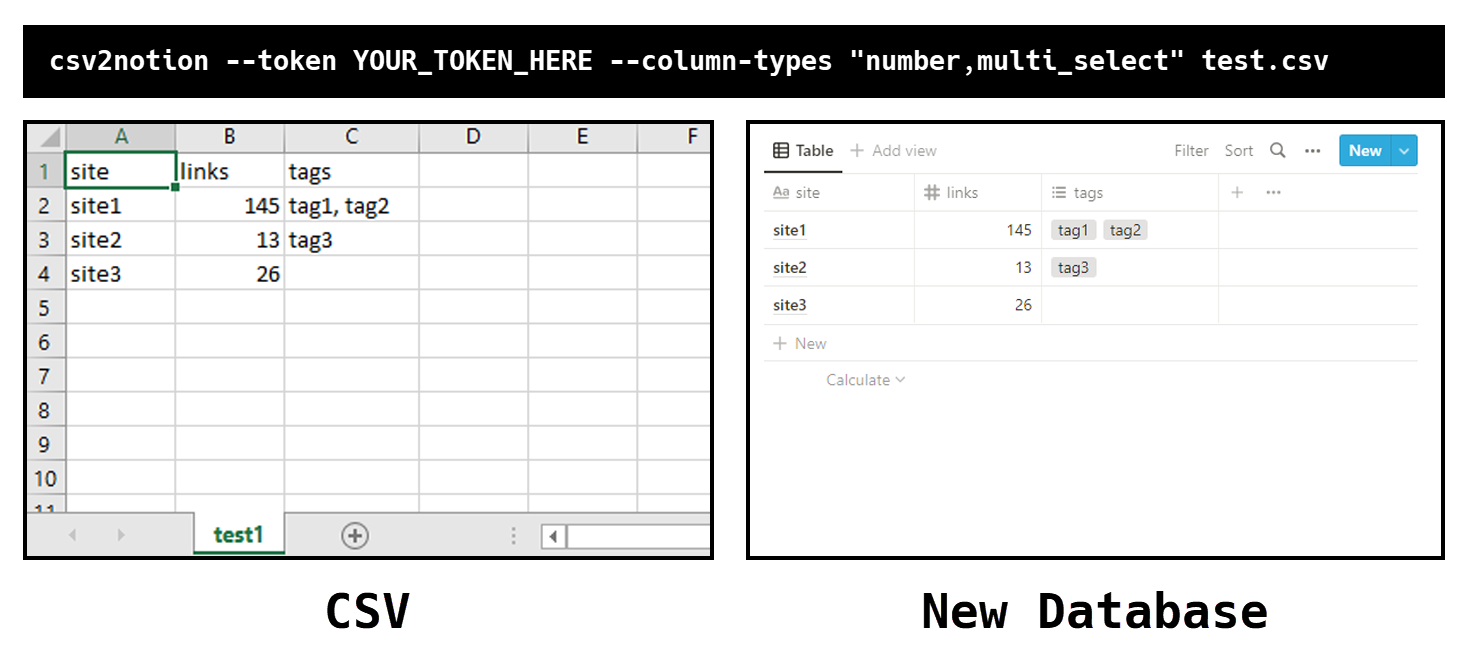 csv2notion --token YOUR_TOKEN_HERE --column-types "number,multi_select" test.csv
A B C D E F
1 site links tags
2 site1 145 tag1, tag2
3 site2 13 tag3
4 site3 26
5
6
7
8
9
10
11
test1
Table + Add view Filter Sort New
Aa site links tags
site1 145 tag1 tag2
site2 13 tag3
site3 26
+ New
Calculate
CSV
New Database